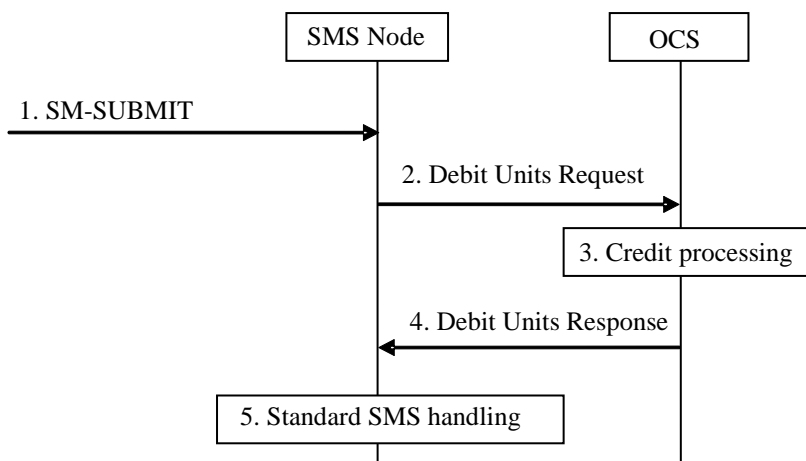 SMS Node
OCS
1. SM-SUBMIT
2. Debit Units Request
3. Credit processing
4. Debit Units Response
5. Standard SMS handling